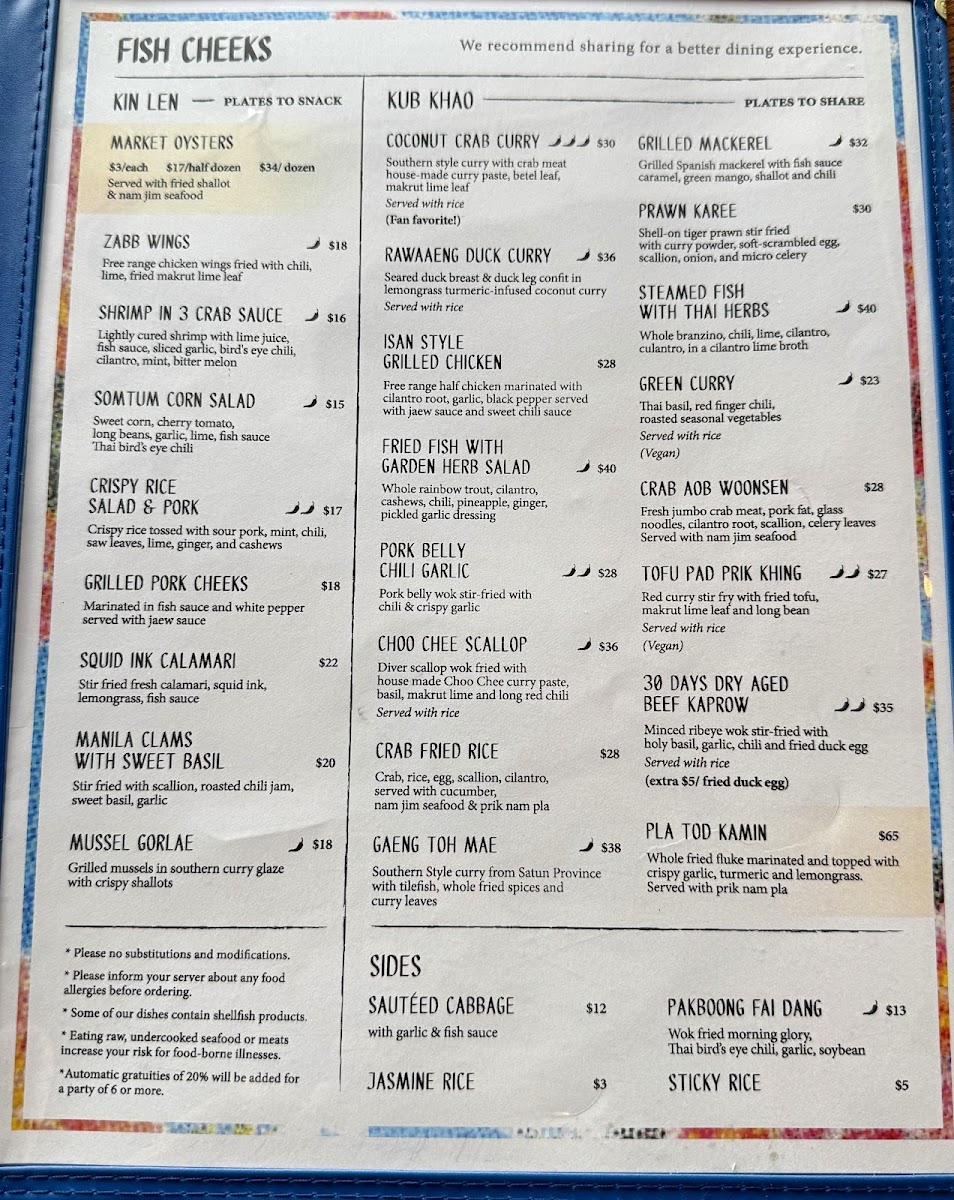 FISH CHEEKS
We recommend sharing for a better dining experience.
KIN LEN — PLATES TO SNACK
MARKET OYSTERS
$3/each $17/half dozen $34/ dozen
Served with fried shallot
& nam jim seafood
ZABB WINGS $18
Free range chicken wings fried with chili,
lime, fried makrut lime leaf
SHRIMP IN 3 CRAB SAUCE $16
Lightly cured shrimp with lime juice,
fish sauce, sliced garlic, bird's eye chili,
cilantro, mint, bitter melon
SOMTUM CORN SALAD $15
Sweet corn, cherry tomato,
long beans, garlic, lime, fish sauce
Thai bird's eye chili
CRISPY RICE
SALAD & PORK $17
Crispy rice tossed with sour pork, mint, chili,
saw leaves, lime, ginger, and cashews
GRILLED PORK CHEEKS $18
Marinated in fish sauce and white pepper
served with jaew sauce
SQUID INK CALAMARI $22
Stir fried fresh calamari, squid ink,
lemongrass, fish sauce
MANILA CLAMS
WITH SWEET BASIL $20
Stir fried with scallion, roasted chili jam,
sweet basil, garlic
MUSSEL GORLAE $18
Grilled mussels in southern curry glaze
with crispy shallots
* Please no substitutions and modifications.
* Please inform your server about any food
allergies before ordering.
* Some of our dishes contain shellfish products.
* Eating raw, undercooked seafood or meats
increase your risk for food-borne illnesses.
*Automatic gratuities of 20% will be added for
a party of 6 or more.
KUB KHAO — PLATES TO SHARE
COCONUT CRAB CURRY $30
Southern style curry with crab meat
house-made curry paste, betel leaf,
makrut lime leaf
Served with rice
(Fan favorite!)
RAWAAENG DUCK CURRY $36
Seared duck breast & duck leg confit in
lemongrass turmeric-infused coconut curry
Served with rice
ISAN STYLE
GRILLED CHICKEN $28
Free range half chicken marinated with
cilantro root, garlic, black pepper served
with jaew sauce and sweet chili sauce
FRIED FISH WITH
GARDEN HERB SALAD $40
Whole rainbow trout, cilantro,
cashews, chili, pineapple, ginger,
pickled garlic dressing
PORK BELLY
CHILI GARLIC $28
Pork belly wok stir-fried with
chili & crispy garlic
CHOO CHEE SCALLOP $36
Diver scallop wok fried with
house made Choo Chee curry paste,
basil, makrut lime and long red chili
Served with rice
CRAB FRIED RICE $28
Crab, rice, egg, scallion, cilantro,
served with cucumber,
nam jim seafood & prik nam pla
GAENG TOH MAE $38
Southern Style curry from Satun Province
with tilefish, whole fried spices and
curry leaves
GRILLED MACKEREL $32
Grilled Spanish mackerel with fish sauce
caramel, green mango, shallot and chili
PRAWN KAREE $30
Shell-on tiger prawn stir fried
with curry powder, soft-scrambled egg,
scallion, onion, and micro celery
STEAMED FISH
WITH THAI HERBS $40
Whole branzino, chili, lime, cilantro,
culantro, in a cilantro lime broth
GREEN CURRY $23
Thai basil, red finger chili,
roasted seasonal vegetables
Served with rice
(Vegan)
CRAB AOB WOONSEN $28
Fresh jumbo crab meat, pork fat, glass
noodles, cilantro root, scallion, celery leaves
Served with nam jim seafood
TOFU PAD PRIK KHING $27
Red curry stir fry with fried tofu,
makrut lime leaf and long bean
Served with rice
(Vegan)
30 DAYS DRY AGED
BEEF KAPROW $35
Minced ribeye wok stir-fried with
holy basil, garlic, chili and fried duck egg
Served with rice
(extra $5/ fried duck egg)
PLA TOD KAMIN $65
Whole fried fluke marinated and topped with
crispy garlic, turmeric and lemongrass.
Served with prik nam pla
SIDES
SAUTÉED CABBAGE $12
with garlic & fish sauce
JASMINE RICE $3
PAKBOONG FAI DANG $13
Wok fried morning glory,
Thai bird's eye chili, garlic, soybean
STICKY RICE $5